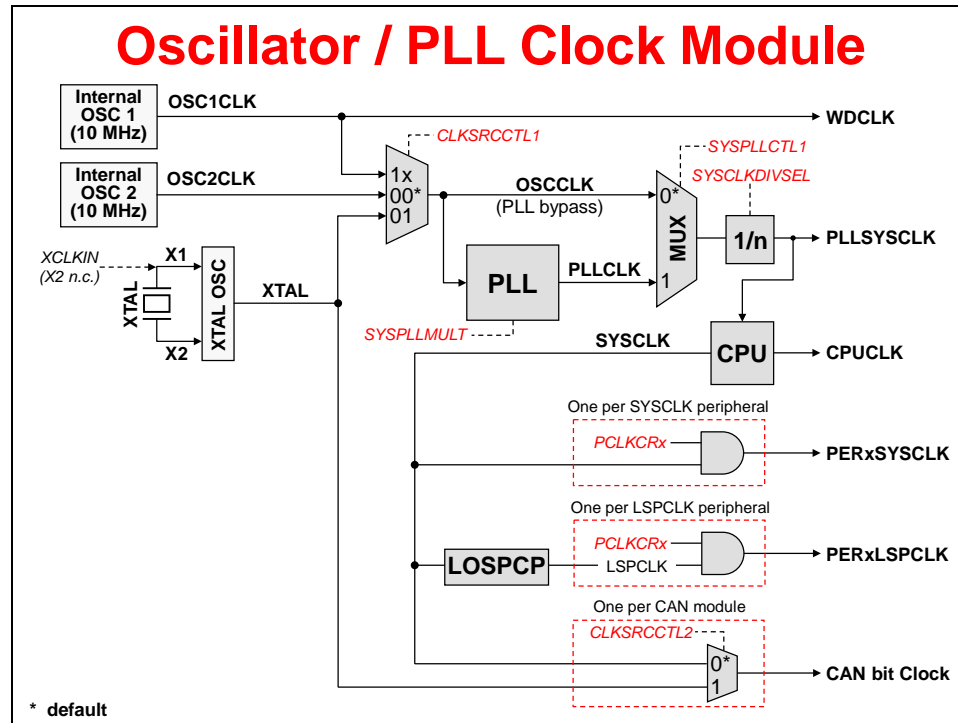 Oscillator / PLL Clock Module
Internal
OSC 1
(10 MHz)
OSC1CLK
WDCLK
CLKSRCCTL1
SYSPLLCTL1
SYSCLKDIVSEL
Internal
OSC 2
(10 MHz)
OSC2CLK
1x
00*
01
OSCCLK
(PLL bypass)
0*
MUX
1
1/n
PLLSYSCLK
XCLKIN
(X2 n.c.)
X1
XTAL
X2
XTAL OSC
XTAL
PLL
PLLCLK
SYSPLLMULT
SYSCLK
CPU
CPUCLK
One per SYSCLK peripheral
PCLKCRx
PERxSYSCLK
One per LSPCLK peripheral
PCLKCRx
LOSPCP
LSPCLK
PERxLSPCLK
One per CAN module
CLKSRCCTL2
0*
1
CAN bit Clock
* default